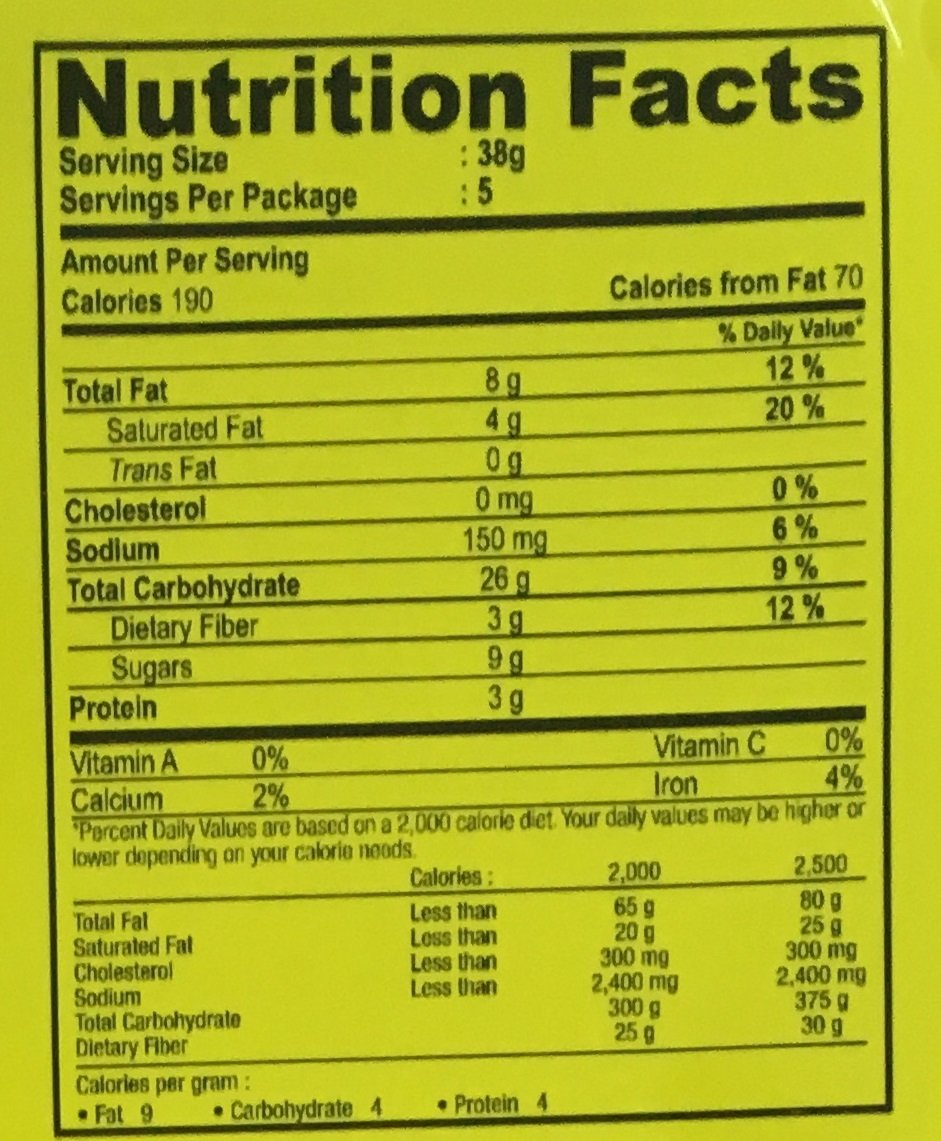 Nutrition Facts
Serving Size : 38g
Servings Per Package : 5
Amount Per Serving
Calories 190 Calories from Fat 70
% Daily Value*
Total Fat 8 g 12 %
Saturated Fat 4 g 20 %
Trans Fat 0 g
Cholesterol 0 mg 0 %
Sodium 150 mg 6 %
Total Carbohydrate 26 g 9 %
Dietary Fiber 3 g 12 %
Sugars 9 g
Protein 3 g
Vitamin A 0% Vitamin C 0%
Calcium 2% Iron 4%
*Percent Daily Values are based on a 2,000 calorie diet. Your daily values may be higher or
lower depending on your calorie needs.
Calories : 2,000 2,500
Total Fat Less than 65 g 80 g
Saturated Fat Less than 20 g 25 g
Cholesterol Less than 300 mg 300 mg
Sodium Less than 2,400 mg 2,400 mg
Total Carbohydrate 300 g 375 g
Dietary Fiber 25 g 30 g
Calories per gram :
• Fat 9 • Carbohydrate 4 • Protein 4